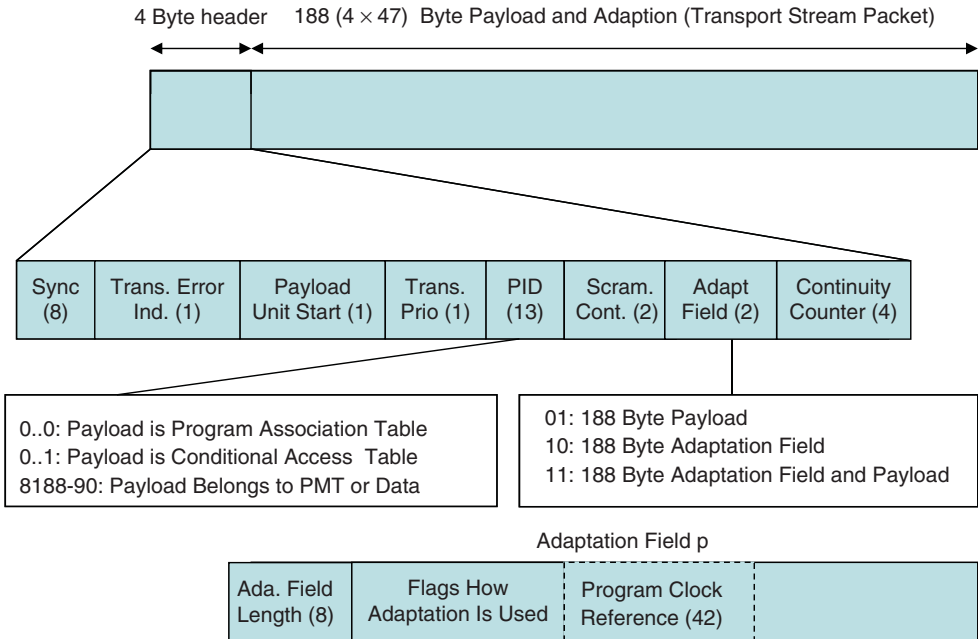 4 Byte header
188 (4 × 47) Byte Payload and Adaption (Transport Stream Packet)
Sync
(8)
Trans. Error
Ind. (1)
Payload
Unit Start (1)
Trans.
Prio (1)
PID
(13)
Scram.
Cont. (2)
Adapt
Field (2)
Continuity
Counter (4)
0..0: Payload is Program Association Table
0..1: Payload is Conditional Access Table
8188-90: Payload Belongs to PMT or Data
01: 188 Byte Payload
10: 188 Byte Adaptation Field
11: 188 Byte Adaptation Field and Payload
Adaptation Field p
Ada. Field
Length (8)
Flags How
Adaptation Is Used
Program Clock
Reference (42)